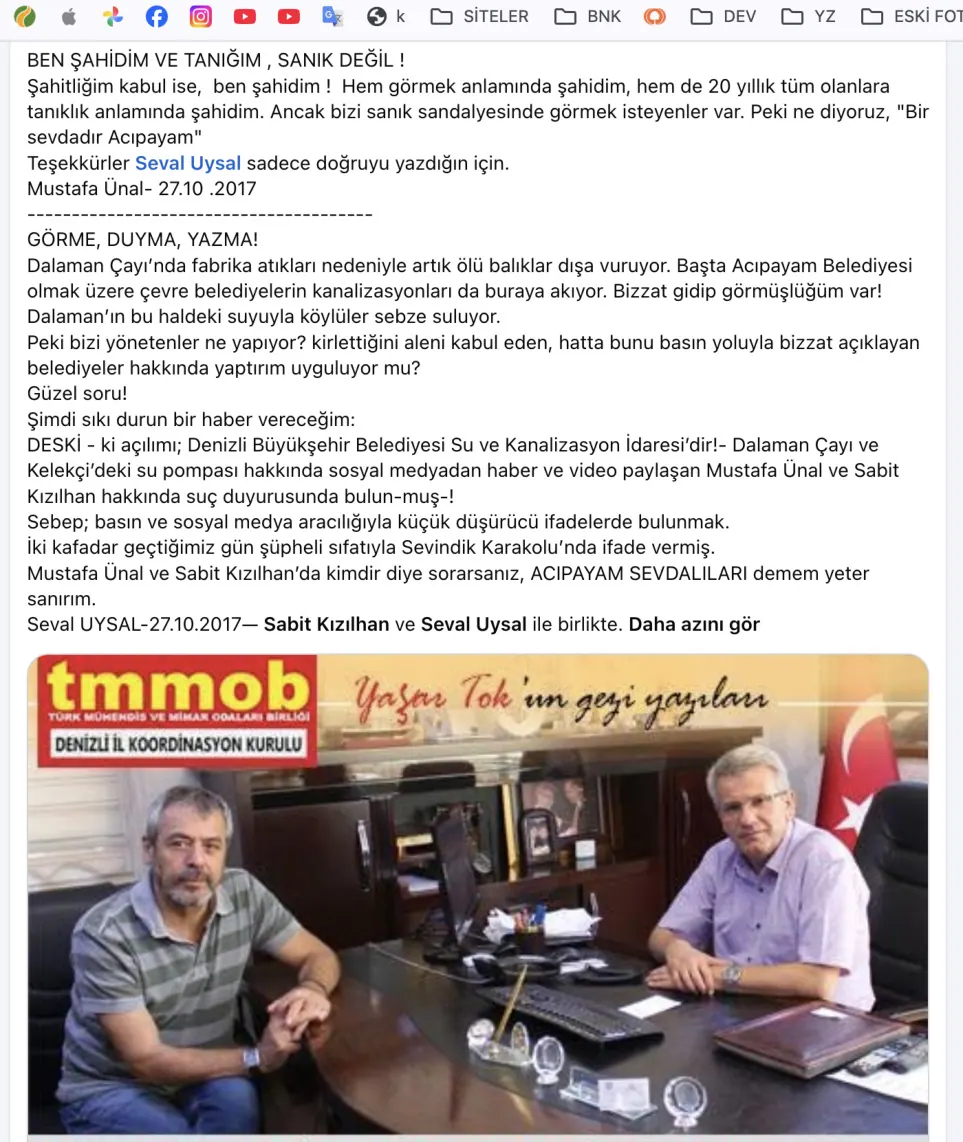 k
SİTELER
BNK
DEV
YZ
ESKİ FOT
BEN ŞAHİDİM VE TANIĞIM , SANIK DEĞİL !
Şahitliğim kabul ise,  ben şahidim !  Hem görmek anlamında şahidim, hem de 20 yıllık tüm olanlara
tanıklık anlamında şahidim. Ancak bizi sanık sandalyesinde görmek isteyenler var. Peki ne diyoruz, "Bir
sevdadır Acıpayam"
Teşekkürler Seval Uysal sadece doğruyu yazdığın için.
Mustafa Ünal- 27.10 .2017
---------------------------------------
GÖRME, DUYMA, YAZMA!
Dalaman Çayı’nda fabrika atıkları nedeniyle artık ölü balıklar dışa vuruyor. Başta Acıpayam Belediyesi
olmak üzere çevre belediyelerin kanalizasyonları da buraya akıyor. Bizzat gidip görmüşlüğüm var!
Dalaman’ın bu haldeki suyuyla köylüler sebze suluyor.
Peki bizi yönetenler ne yapıyor? kirlettiğini aleni kabul eden, hatta bunu basın yoluyla bizzat açıklayan
belediyeler hakkında yaptırım uyguluyor mu?
Güzel soru!
Şimdi sıkı durun bir haber vereceğim:
DESKİ - ki açılımı; Denizli Büyükşehir Belediyesi Su ve Kanalizasyon İdaresi’dir!- Dalaman Çayı ve
Kelekçi’deki su pompası hakkında sosyal medyadan haber ve video paylaşan Mustafa Ünal ve Sabit
Kızılhan hakkında suç duyurusunda bulun-muş-!
Sebep; basın ve sosyal medya aracılığıyla küçük düşürücü ifadelerde bulunmak.
İki kafadar geçtiğimiz gün şüpheli sıfatıyla Sevindik Karakolu’nda ifade vermiş.
Mustafa Ünal ve Sabit Kızılhan’da kimdir diye sorarsanız, ACIPAYAM SEVDALILARI demem yeter
sanırım.
Seval UYSAL-27.10.2017— Sabit Kızılhan ve Seval Uysal ile birlikte. Daha azını gör
tmmob
TÜRK MÜHENDİS VE MİMAR ODALARI BİRLİĞİ
DENİZLİ İL KOORDİNASYON KURULU
Yaşar Tok'un gezi yazıları